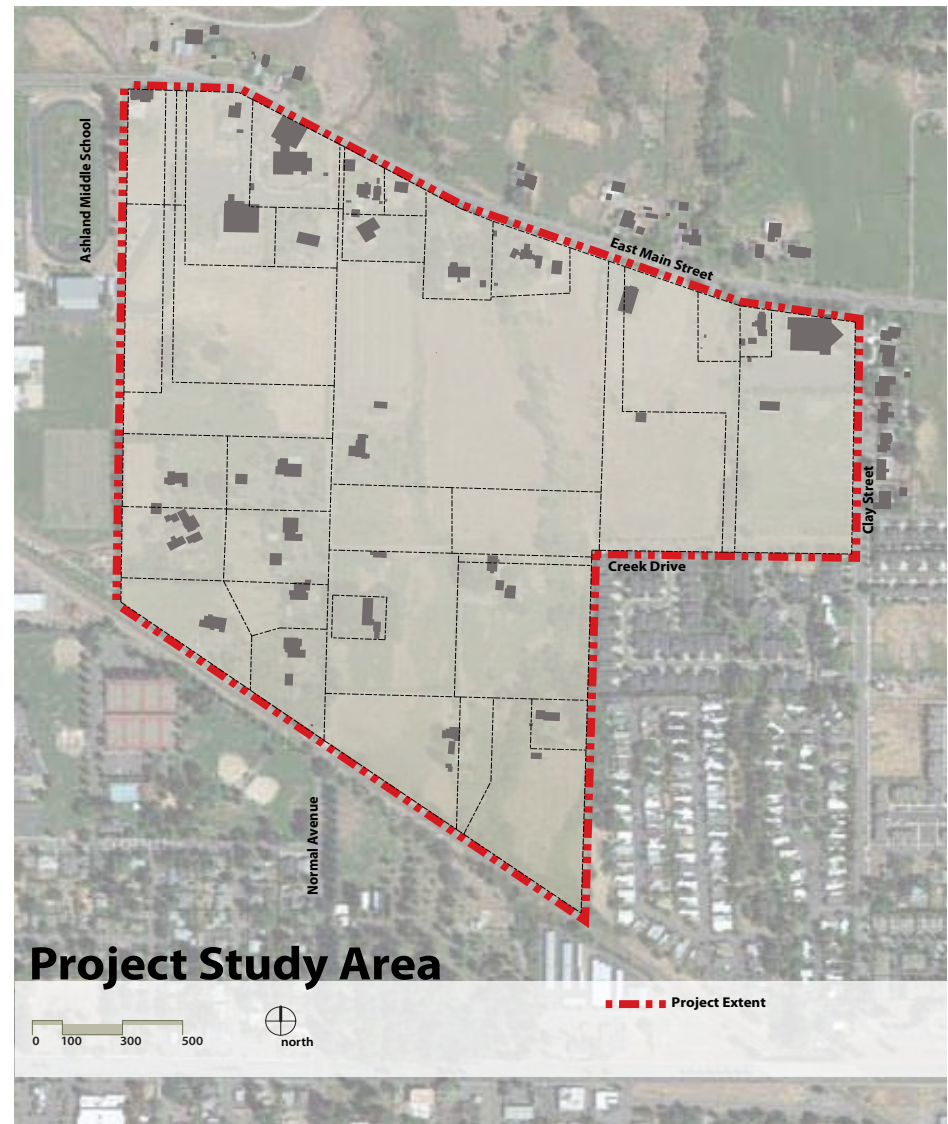 Ashland Middle School
East Main Street
Clay Street
Creek Drive
Normal Avenue
Project Study Area
Project Extent
0 100 300 500
north